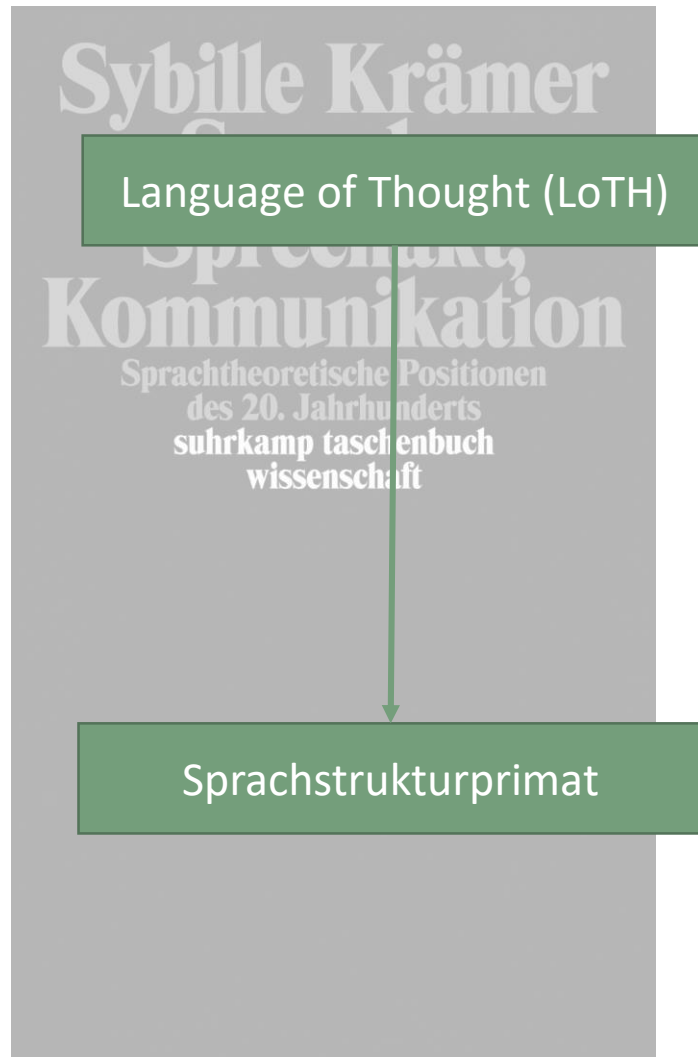 Sybille Krämer
Language of Thought (LoTH)
Kommunikation
Sprachtheoretische Positionen
des 20. Jahrhunderts
suhrkamp taschenbuch
wissenschaft
Sprachstrukturprimat